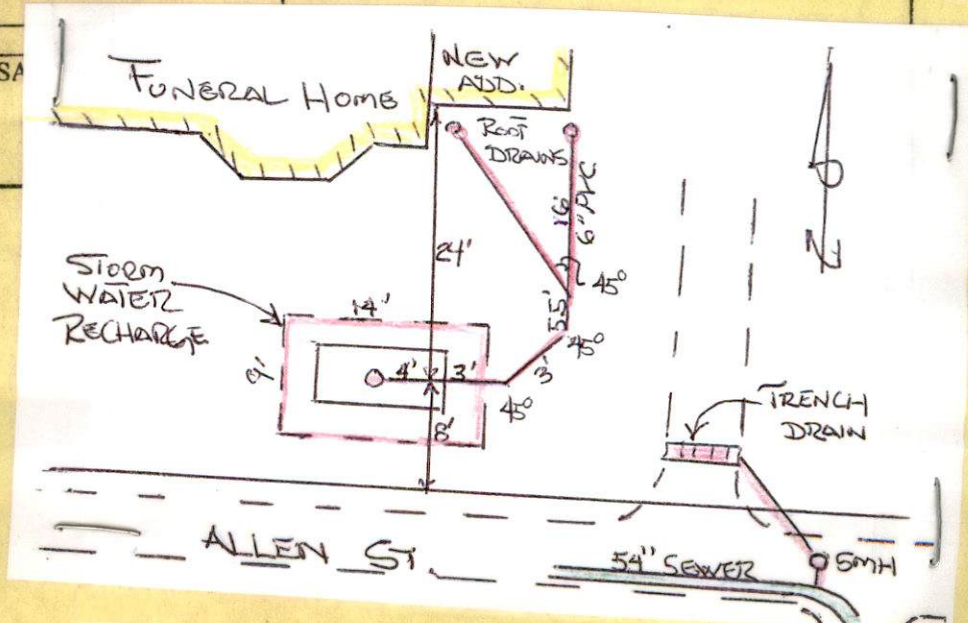 SA
FUNERAL HOME
NEW
ADD.
ROOF
DRAINS
16'
6" PVC
24'
45°
5.5'
45°
3'
45°
STORM
WATER
RECHARGE
14'
9'
4'
3'
8'
TRENCH
DRAIN
ALLEN ST.
54" SEWER
SMH